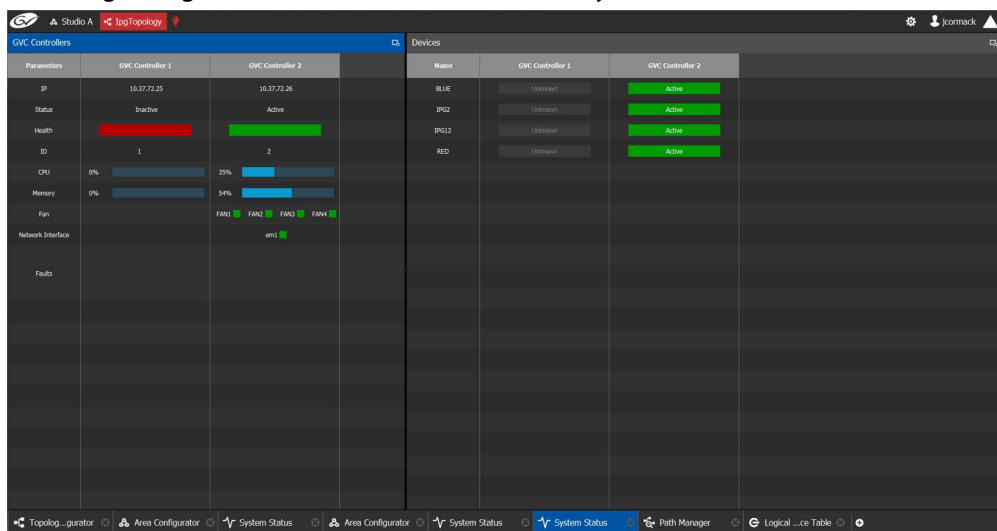 GV Studio A IpgTopology jcormack
GVC Controllers
Parameters GVC Controller 1 GVC Controller 2
IP 10.37.72.25 10.37.72.26
Status Inactive Active
Health
ID 1 2
CPU 0% 35%
Memory 0% 54%
Fan FAN1 FAN2 FAN3 FAN4
Network Interface em1
Faults
Devices
Name GVC Controller 1 GVC Controller 2
BLUE Unknown Active
IPG2 Unknown Active
IPG12 Unknown Active
RED Unknown Active
Topolog...gurator Area Configurator System Status Area Configurator System Status System Status Path Manager Logical ...ce Table